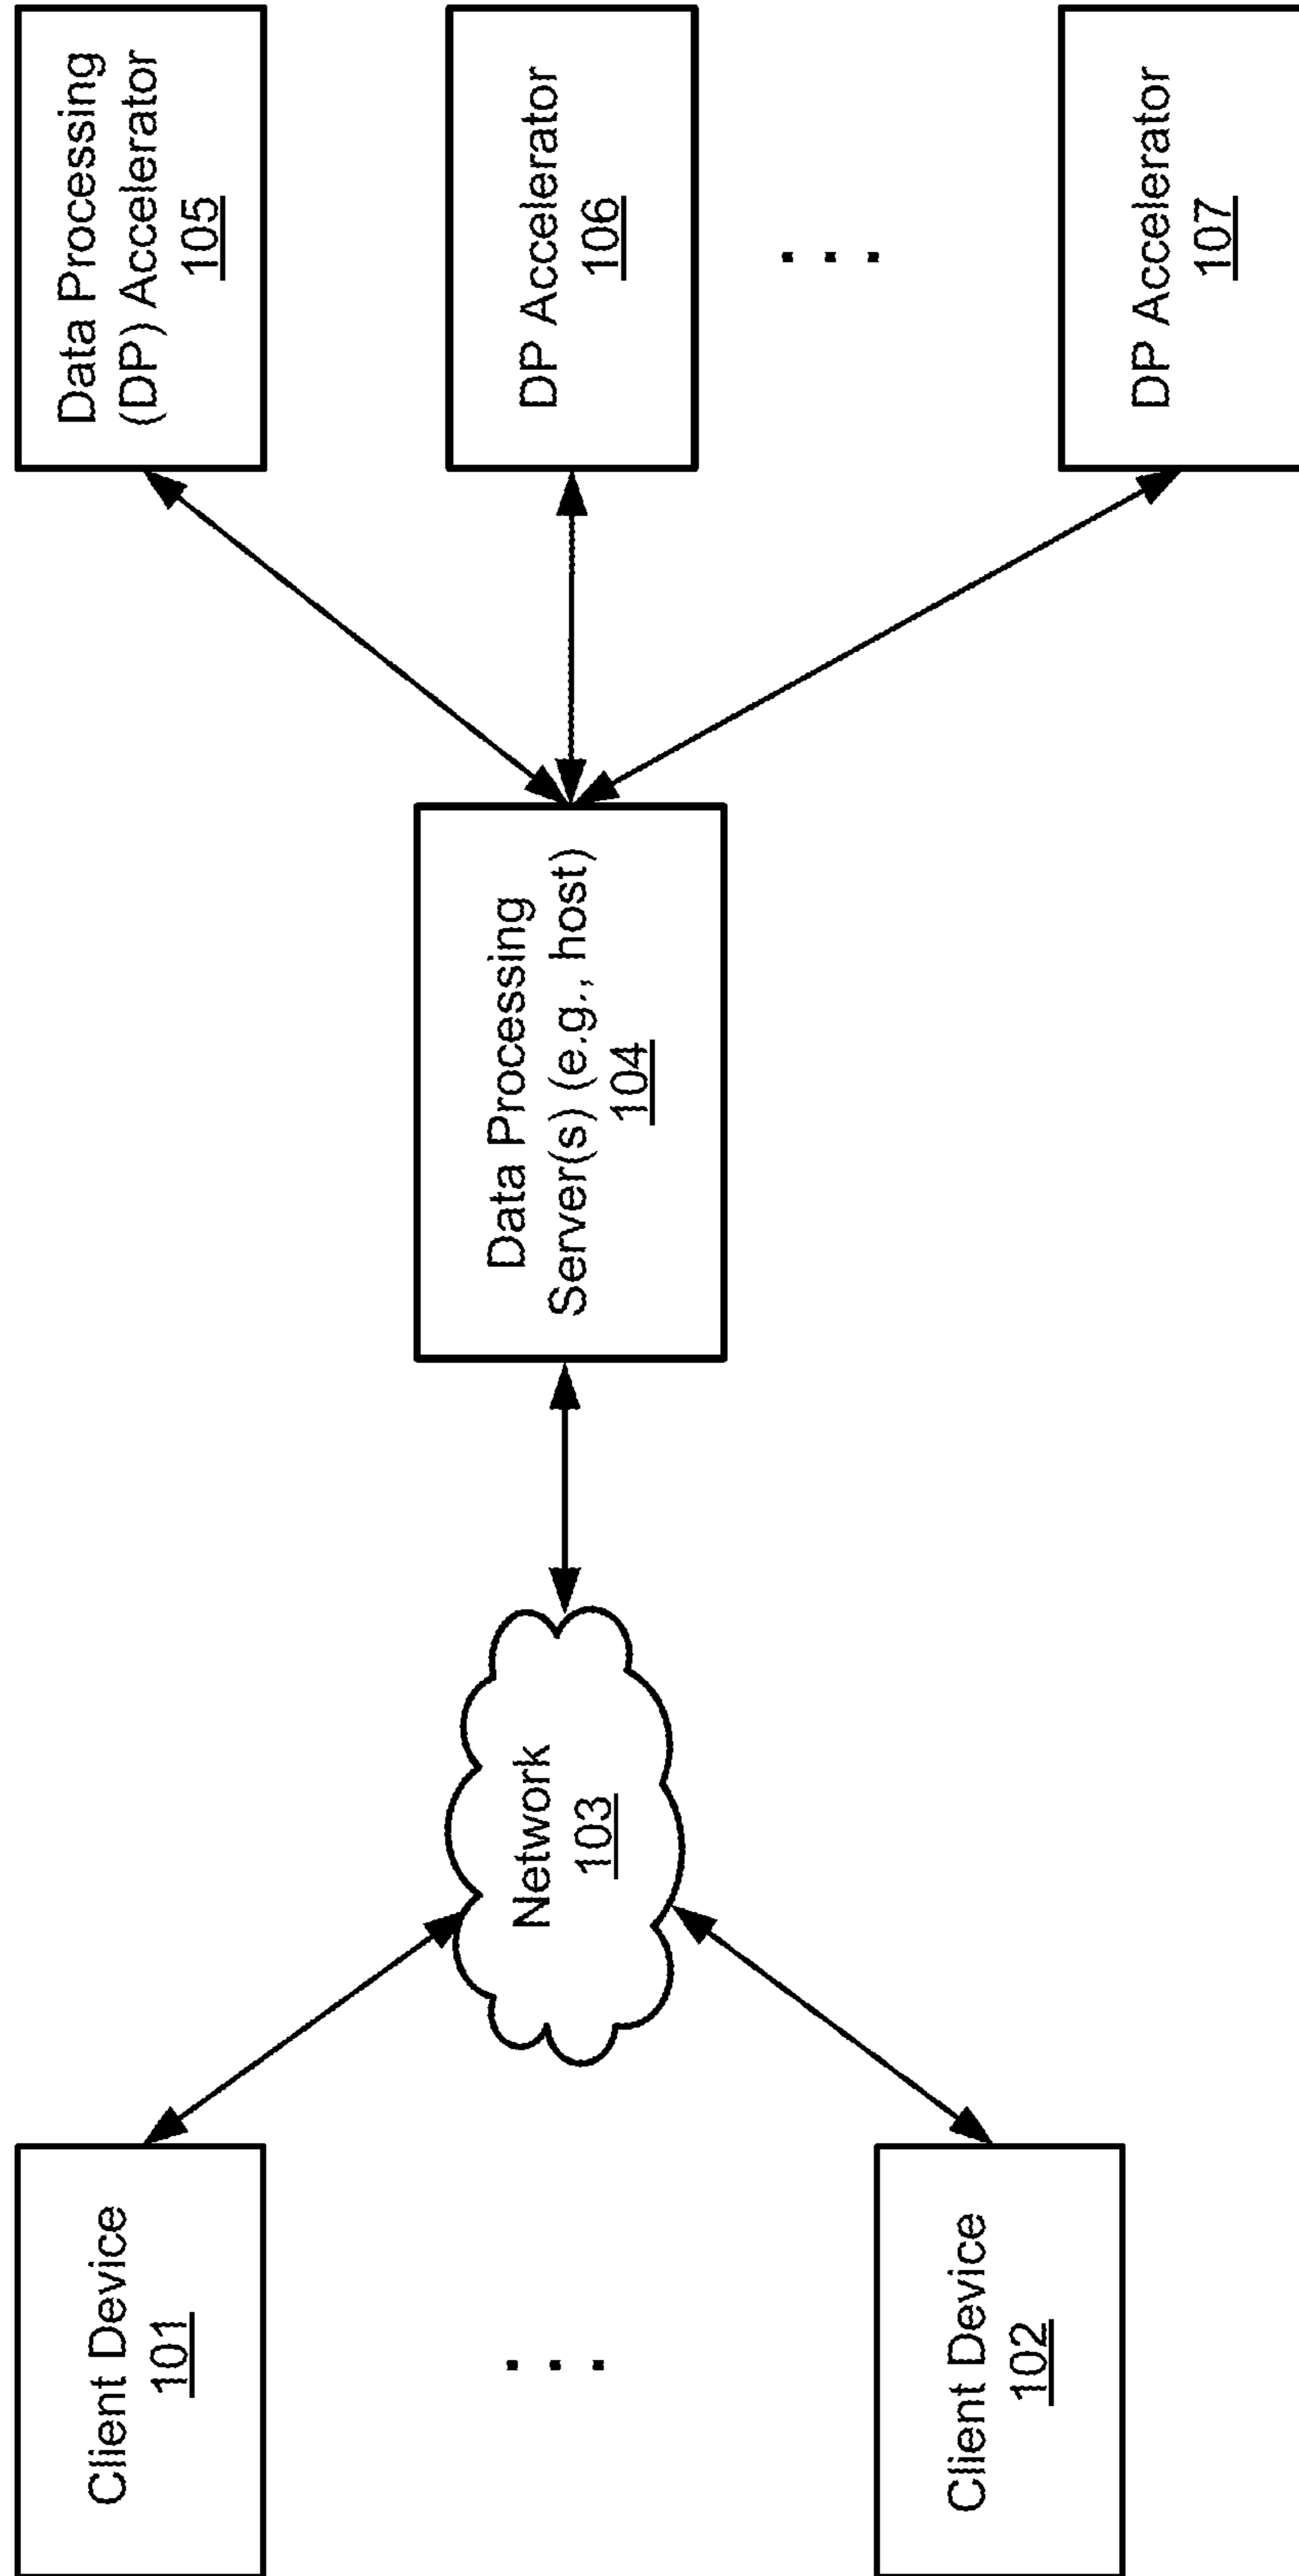 Client Device
101
Client Device
102
Network
103
Data Processing
Server(s) (e.g., host)
104
Data Processing
(DP) Accelerator
105
DP Accelerator
106
DP Accelerator
107